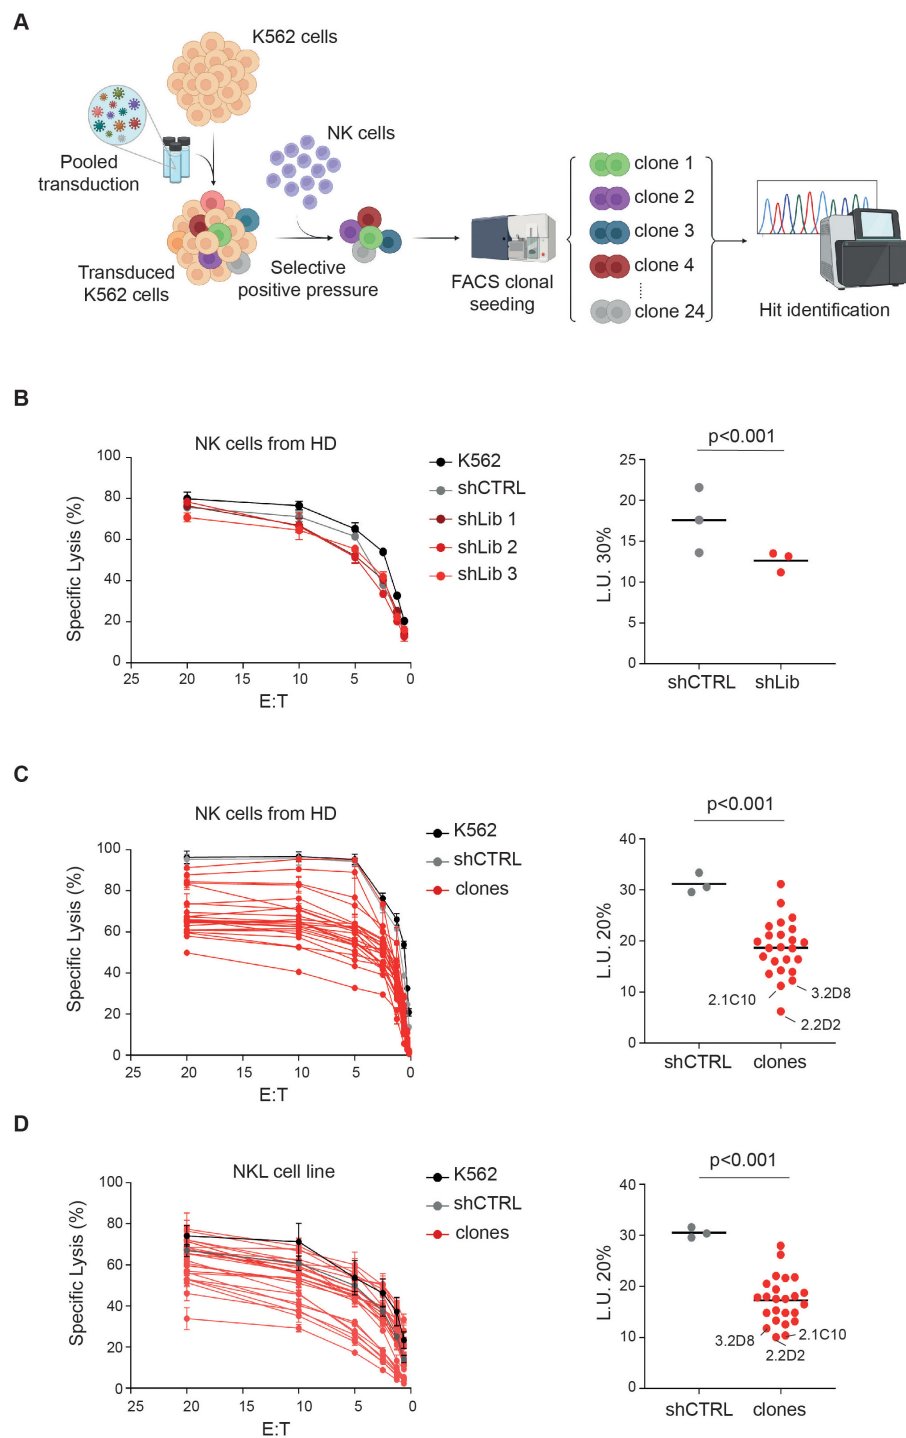 A
K562 cells
NK cells
Pooled
transduction
Transduced
K562 cells
Selective
positive pressure
FACS clonal
seeding
clone 1
clone 2
clone 3
clone 4
clone 24
Hit identification
B
NK cells from HD
Specific Lysis (%)
100
80
60
40
20
0
25
20
15
10
5
0
E:T
K562
shCTRL
shLib 1
shLib 2
shLib 3
p<0.001
L.U. 30%
25
20
15
10
5
0
shCTRL
shLib
C
NK cells from HD
Specific Lysis (%)
100
80
60
40
20
0
25
20
15
10
5
0
E:T
K562
shCTRL
clones
p<0.001
L.U. 20%
40
30
20
10
0
2.1C10
3.2D8
2.2D2
shCTRL
clones
D
NKL cell line
Specific Lysis (%)
100
80
60
40
20
0
25
20
15
10
5
0
E:T
K562
shCTRL
clones
p<0.001
L.U. 20%
40
30
20
10
0
3.2D8
2.1C10
2.2D2
shCTRL
clones